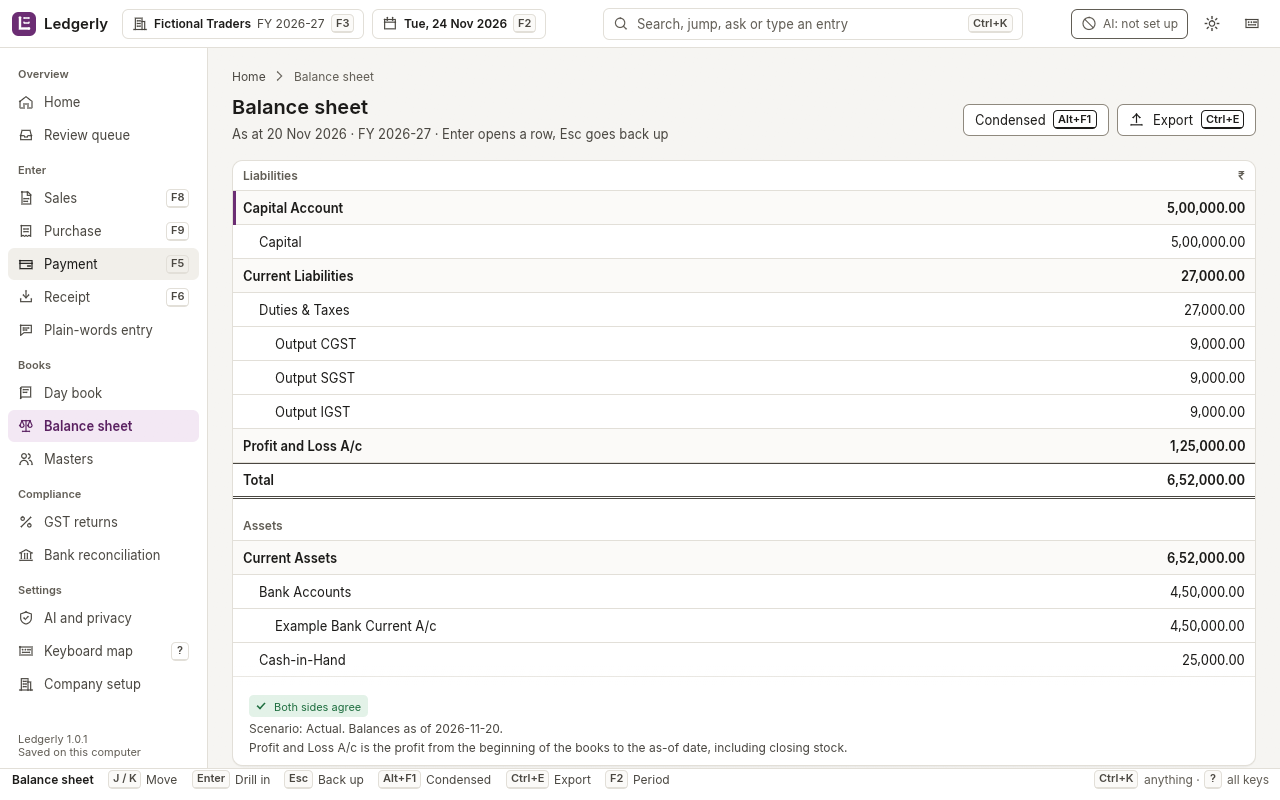 Ledgerly
Fictional Traders FY 2026-27 F3
Tue, 24 Nov 2026 F2
Search, jump, ask or type an entry Ctrl+K
AI: not set up
Overview
Home
Review queue
Enter
Sales F8
Purchase F9
Payment F5
Receipt F6
Plain-words entry
Books
Day book
Balance sheet
Masters
Compliance
GST returns
Bank reconciliation
Settings
AI and privacy
Keyboard map ?
Company setup
Ledgerly 1.0.1
Saved on this computer
Home Balance sheet
Balance sheet
As at 20 Nov 2026 · FY 2026-27 · Enter opens a row, Esc goes back up
Condensed Alt+F1
Export Ctrl+E
Liabilities ₹
Capital Account 5,00,000.00
Capital 5,00,000.00
Current Liabilities 27,000.00
Duties & Taxes 27,000.00
Output CGST 9,000.00
Output SGST 9,000.00
Output IGST 9,000.00
Profit and Loss A/c 1,25,000.00
Total 6,52,000.00
Assets
Current Assets 6,52,000.00
Bank Accounts 4,50,000.00
Example Bank Current A/c 4,50,000.00
Cash-in-Hand 25,000.00
Both sides agree
Scenario: Actual. Balances as of 2026-11-20.
Profit and Loss A/c is the profit from the beginning of the books to the as-of date, including closing stock.
Balance sheet J / K Move Enter Drill in Esc Back up Alt+F1 Condensed Ctrl+E Export F2 Period Ctrl+K anything · ? all keys